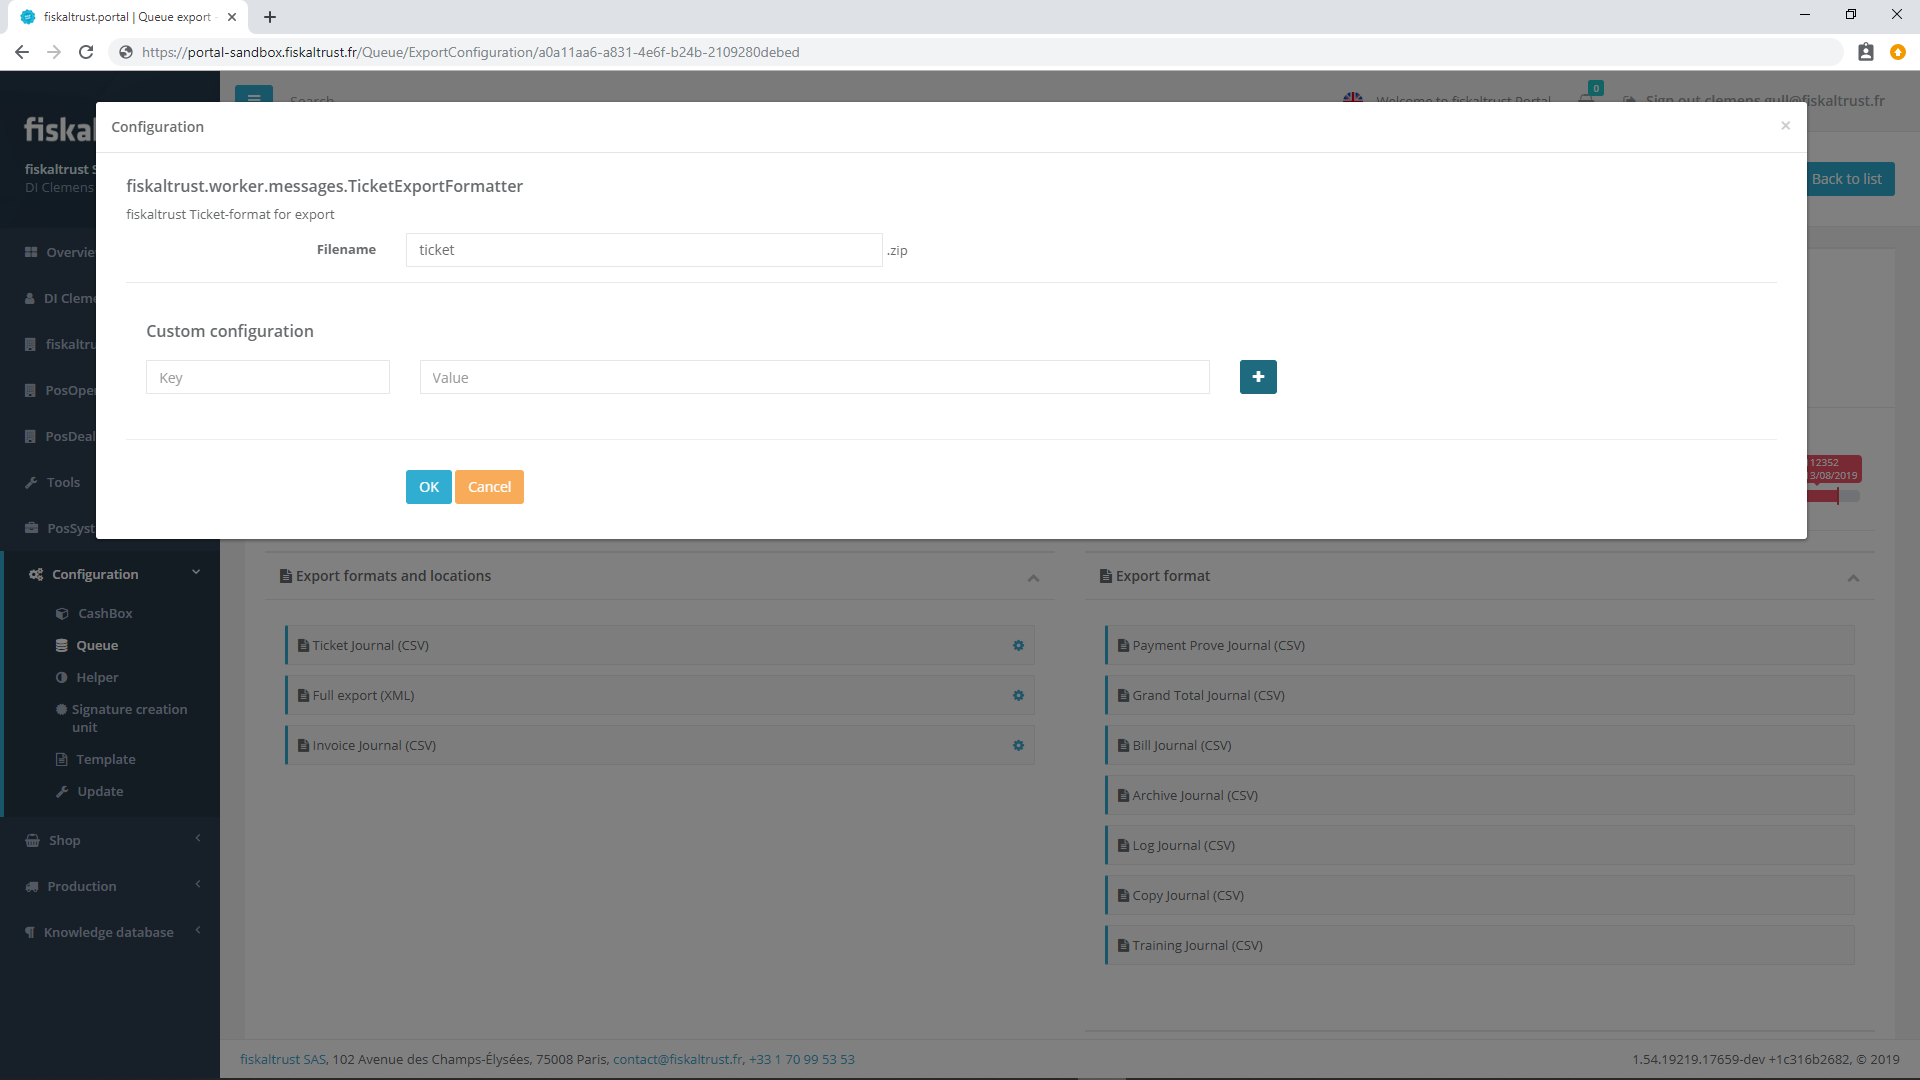 fiskaltrust.portal | Queue export
https://portal-sandbox.fiskaltrust.fr/Queue/ExportConfiguration/a0a11aa6-a831-4e6f-b24b-2109280debed
Search
Welcome to fiskaltrust Portal
0
Sign out clemens.gull@fiskaltrust.fr
fiskal
fiskaltrust S
DI Clemens
Back to list
Configuration
×
fiskaltrust.worker.messages.TicketExportFormatter
fiskaltrust Ticket-format for export
Filename
ticket
.zip
Custom configuration
Key
Value
OK
Cancel
Overvie
DI Cleme
fiskaltru
PosOper
PosDeal
Tools
PosSyst
Configuration
CashBox
Queue
Helper
Signature creation
unit
Template
Update
Shop
Production
Knowledge database
112352
13/08/2019
Export formats and locations
Ticket Journal (CSV)
Full export (XML)
Invoice Journal (CSV)
Export format
Payment Prove Journal (CSV)
Grand Total Journal (CSV)
Bill Journal (CSV)
Archive Journal (CSV)
Log Journal (CSV)
Copy Journal (CSV)
Training Journal (CSV)
fiskaltrust SAS, 102 Avenue des Champs-Élysées, 75008 Paris, contact@fiskaltrust.fr, +33 1 70 99 53 53
1.54.19219.17659-dev +1c316b2682, © 2019